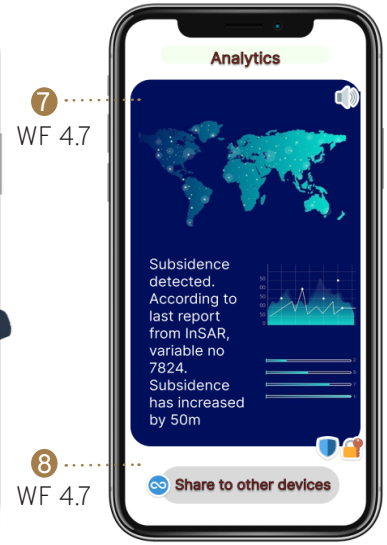 Analytics
7
WF 4.7
Subsidence
detected.
According to
last report
from InSAR,
variable no
7824.
Subsidence
has increased
by 50m
8
WF 4.7
Share to other devices